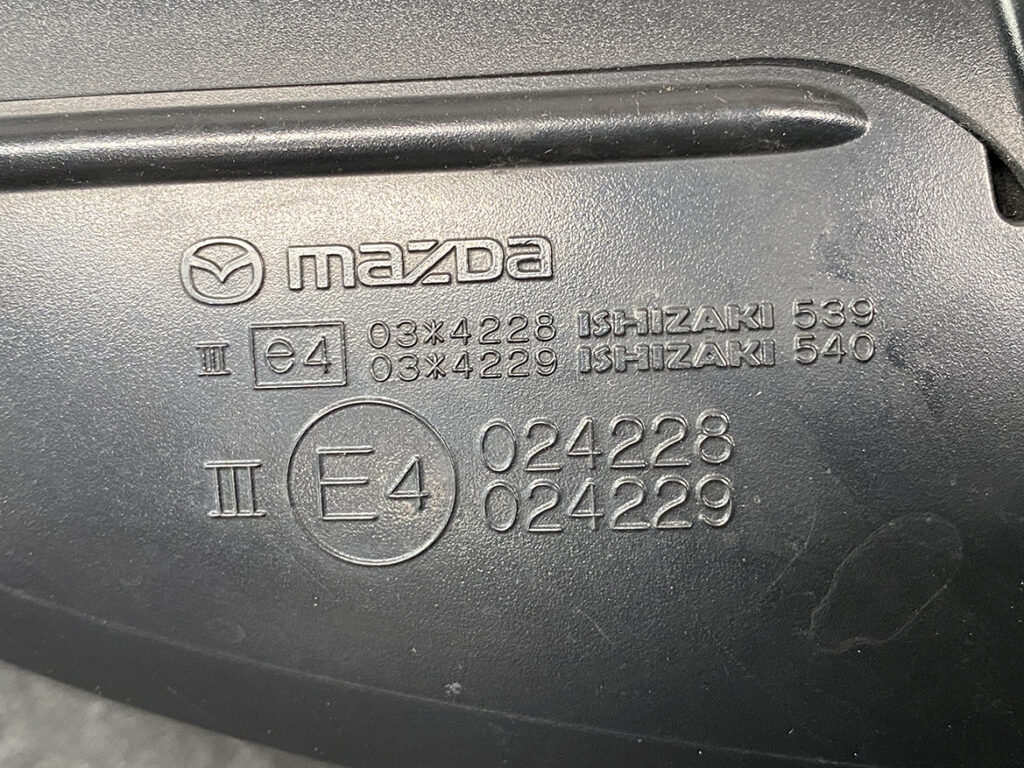 mazda
III e4 03*4228 ISHIZAKI 539
03*4229 ISHIZAKI 540
III E4 024228
024229